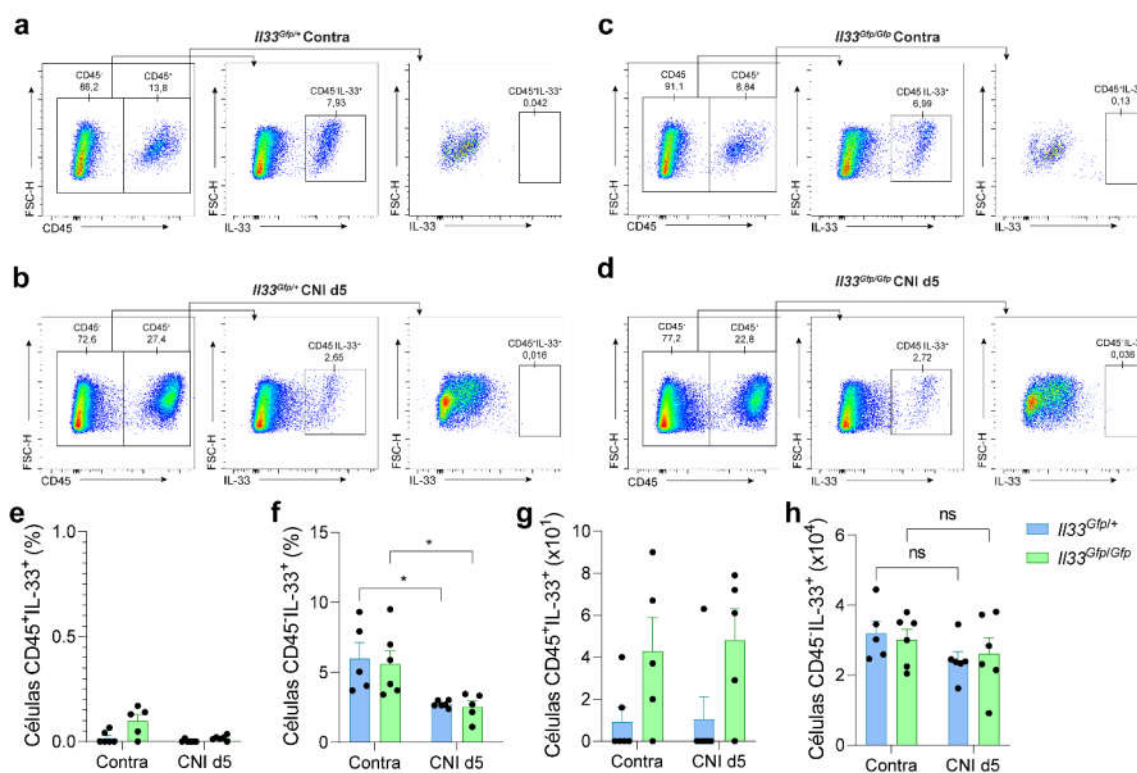 a
Il33Gfp/+ Contra
CD45-
66,2
CD45+
13,8
CD45-IL-33+
7,93
CD45+IL-33+
0,042
FSC-H
FSC-H
FSC-H
CD45
IL-33
IL-33
c
Il33Gfp/Gfp Contra
CD45-
91,1
CD45+
8,84
CD45-IL-33+
6,99
CD45+IL-33+
0,13
FSC-H
FSC-H
FSC-H
CD45
IL-33
IL-33
b
Il33Gfp/+ CNI d5
CD45-
72,6
CD45+
27,4
CD45-IL-33+
2,65
CD45+IL-33+
0,016
FSC-H
FSC-H
FSC-H
CD45
IL-33
IL-33
d
Il33Gfp/Gfp CNI d5
CD45-
77,2
CD45+
22,8
CD45-IL-33+
2,72
CD45+IL-3
0,036
FSC-H
FSC-H
FSC-H
CD45
IL-33
IL-33
e
Células CD45+IL-33+ (%)
1.0
0.5
0.0
Contra
CNI d5
f
Células CD45-IL-33+ (%)
15
10
5
0
*
*
Contra
CNI d5
g
Células CD45+IL-33+ (x10¹)
10
8
6
4
2
0
Contra
CNI d5
h
Células CD45-IL-33+ (x10⁴)
6
4
2
0
ns
ns
Contra
CNI d5
Il33Gfp/+
Il33Gfp/Gfp